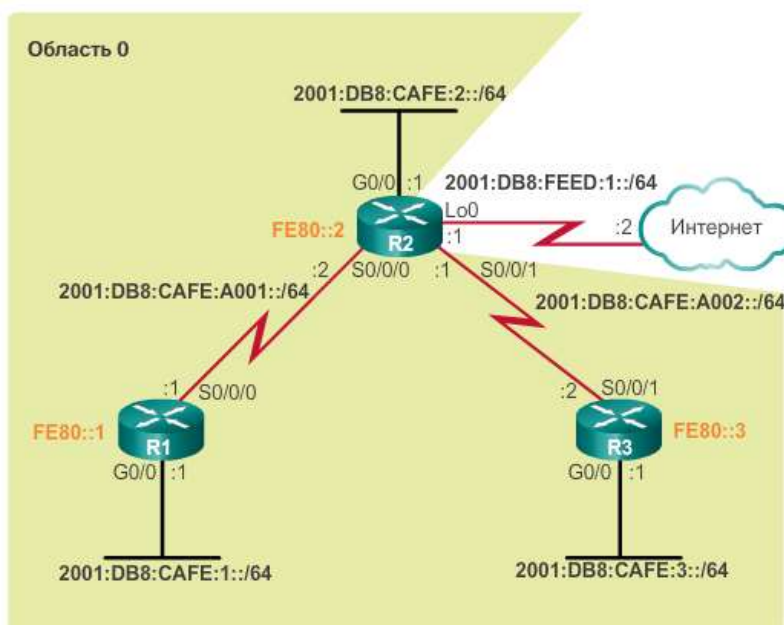 Область 0
2001:DB8:CAFE:2::/64
G0/0 :1
2001:DB8:FEED:1::/64
Lo0
FE80::2
R2
:1
:2
Интернет
:2 S0/0/0 :1 S0/0/1
2001:DB8:CAFE:A001::/64
2001:DB8:CAFE:A002::/64
:1 S0/0/0
:2 S0/0/1
FE80::1
R1
R3
FE80::3
G0/0 :1
G0/0 :1
2001:DB8:CAFE:1::/64
2001:DB8:CAFE:3::/64